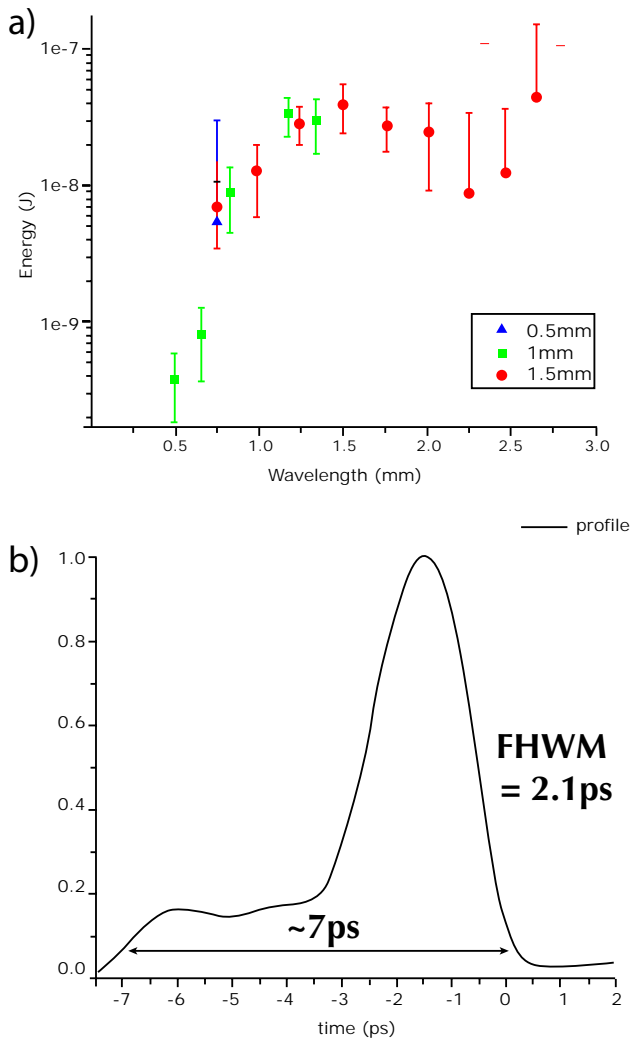 a)
1e-7
1e-8
1e-9
Energy (J)
0.5mm
1mm
1.5mm
0.5
1.0
1.5
2.0
2.5
3.0
Wavelength (mm)
profile
b)
1.0
0.8
0.6
0.4
0.2
0.0
FHWM
= 2.1ps
~7ps
-7
-6
-5
-4
-3
-2
-1
0
1
2
time (ps)